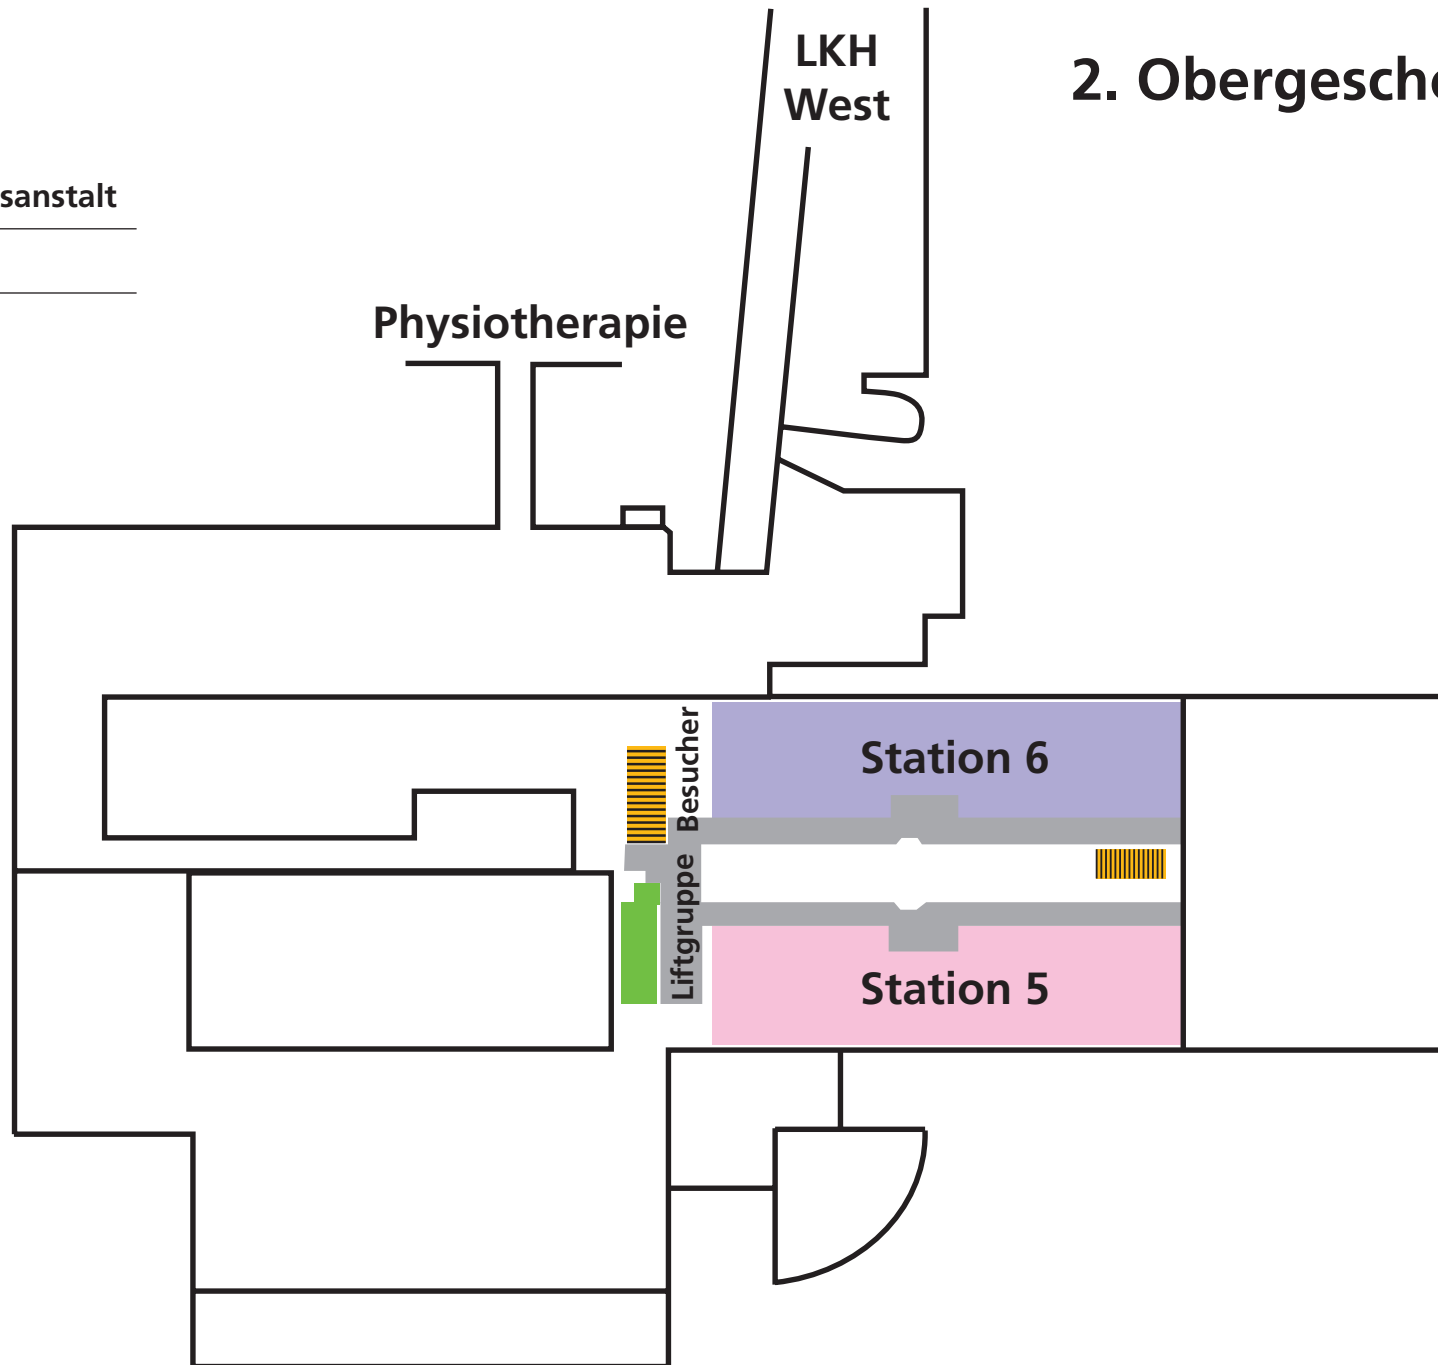 LKH
West
2. Obergesch
sanstalt
Physiotherapie
Besucher
Liftgruppe
Station 6
Station 5